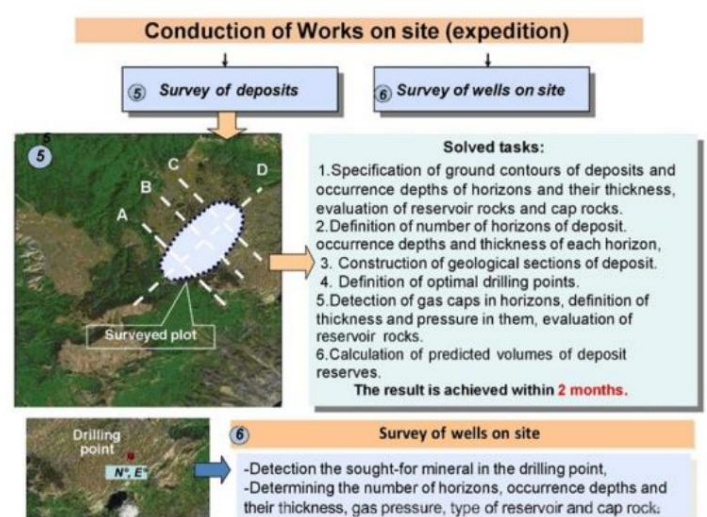 Conduction of Works on site (expedition)
5 Survey of deposits
6 Survey of wells on site
5
5
A
B
C
D
Surveyed plot
Solved tasks:
1.Specification of ground contours of deposits and
occurrence depths of horizons and their thickness,
evaluation of reservoir rocks and cap rocks.
2.Definition of number of horizons of deposit.
occurrence depths and thickness of each horizon,
3. Construction of geological sections of deposit.
4. Definition of optimal drilling points.
5.Detection of gas caps in horizons, definition of
thickness and pressure in them, evaluation of
reservoir rocks.
6.Calculation of predicted volumes of deposit
reserves.
The result is achieved within 2 months.
Drilling
point
N°, E°
6 Survey of wells on site
-Detection the sought-for mineral in the drilling point,
-Determining the number of horizons, occurrence depths and
their thickness, gas pressure, type of reservoir and cap rock.